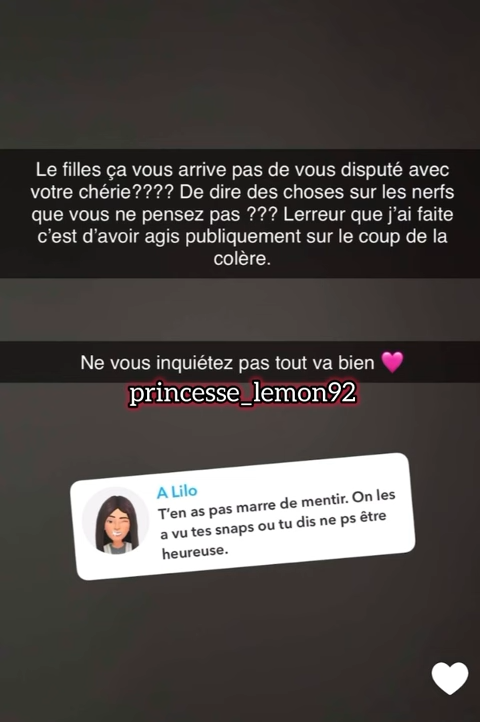 Le filles ça vous arrive pas de vous disputé avec
votre chérie???? De dire des choses sur les nerfs
que vous ne pensez pas ??? Lerreur que j’ai faite
c’est d’avoir agis publiquement sur le coup de la
colère.
Ne vous inquiétez pas tout va bien 💓
princesse_lemon92
A Lilo
T'en as pas marre de mentir. On les
a vu tes snaps ou tu dis ne ps être
heureuse.